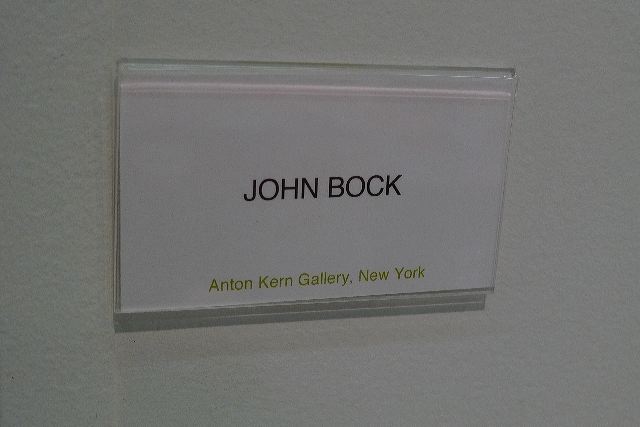 JOHN BOCK
Anton Kern Gallery, New York